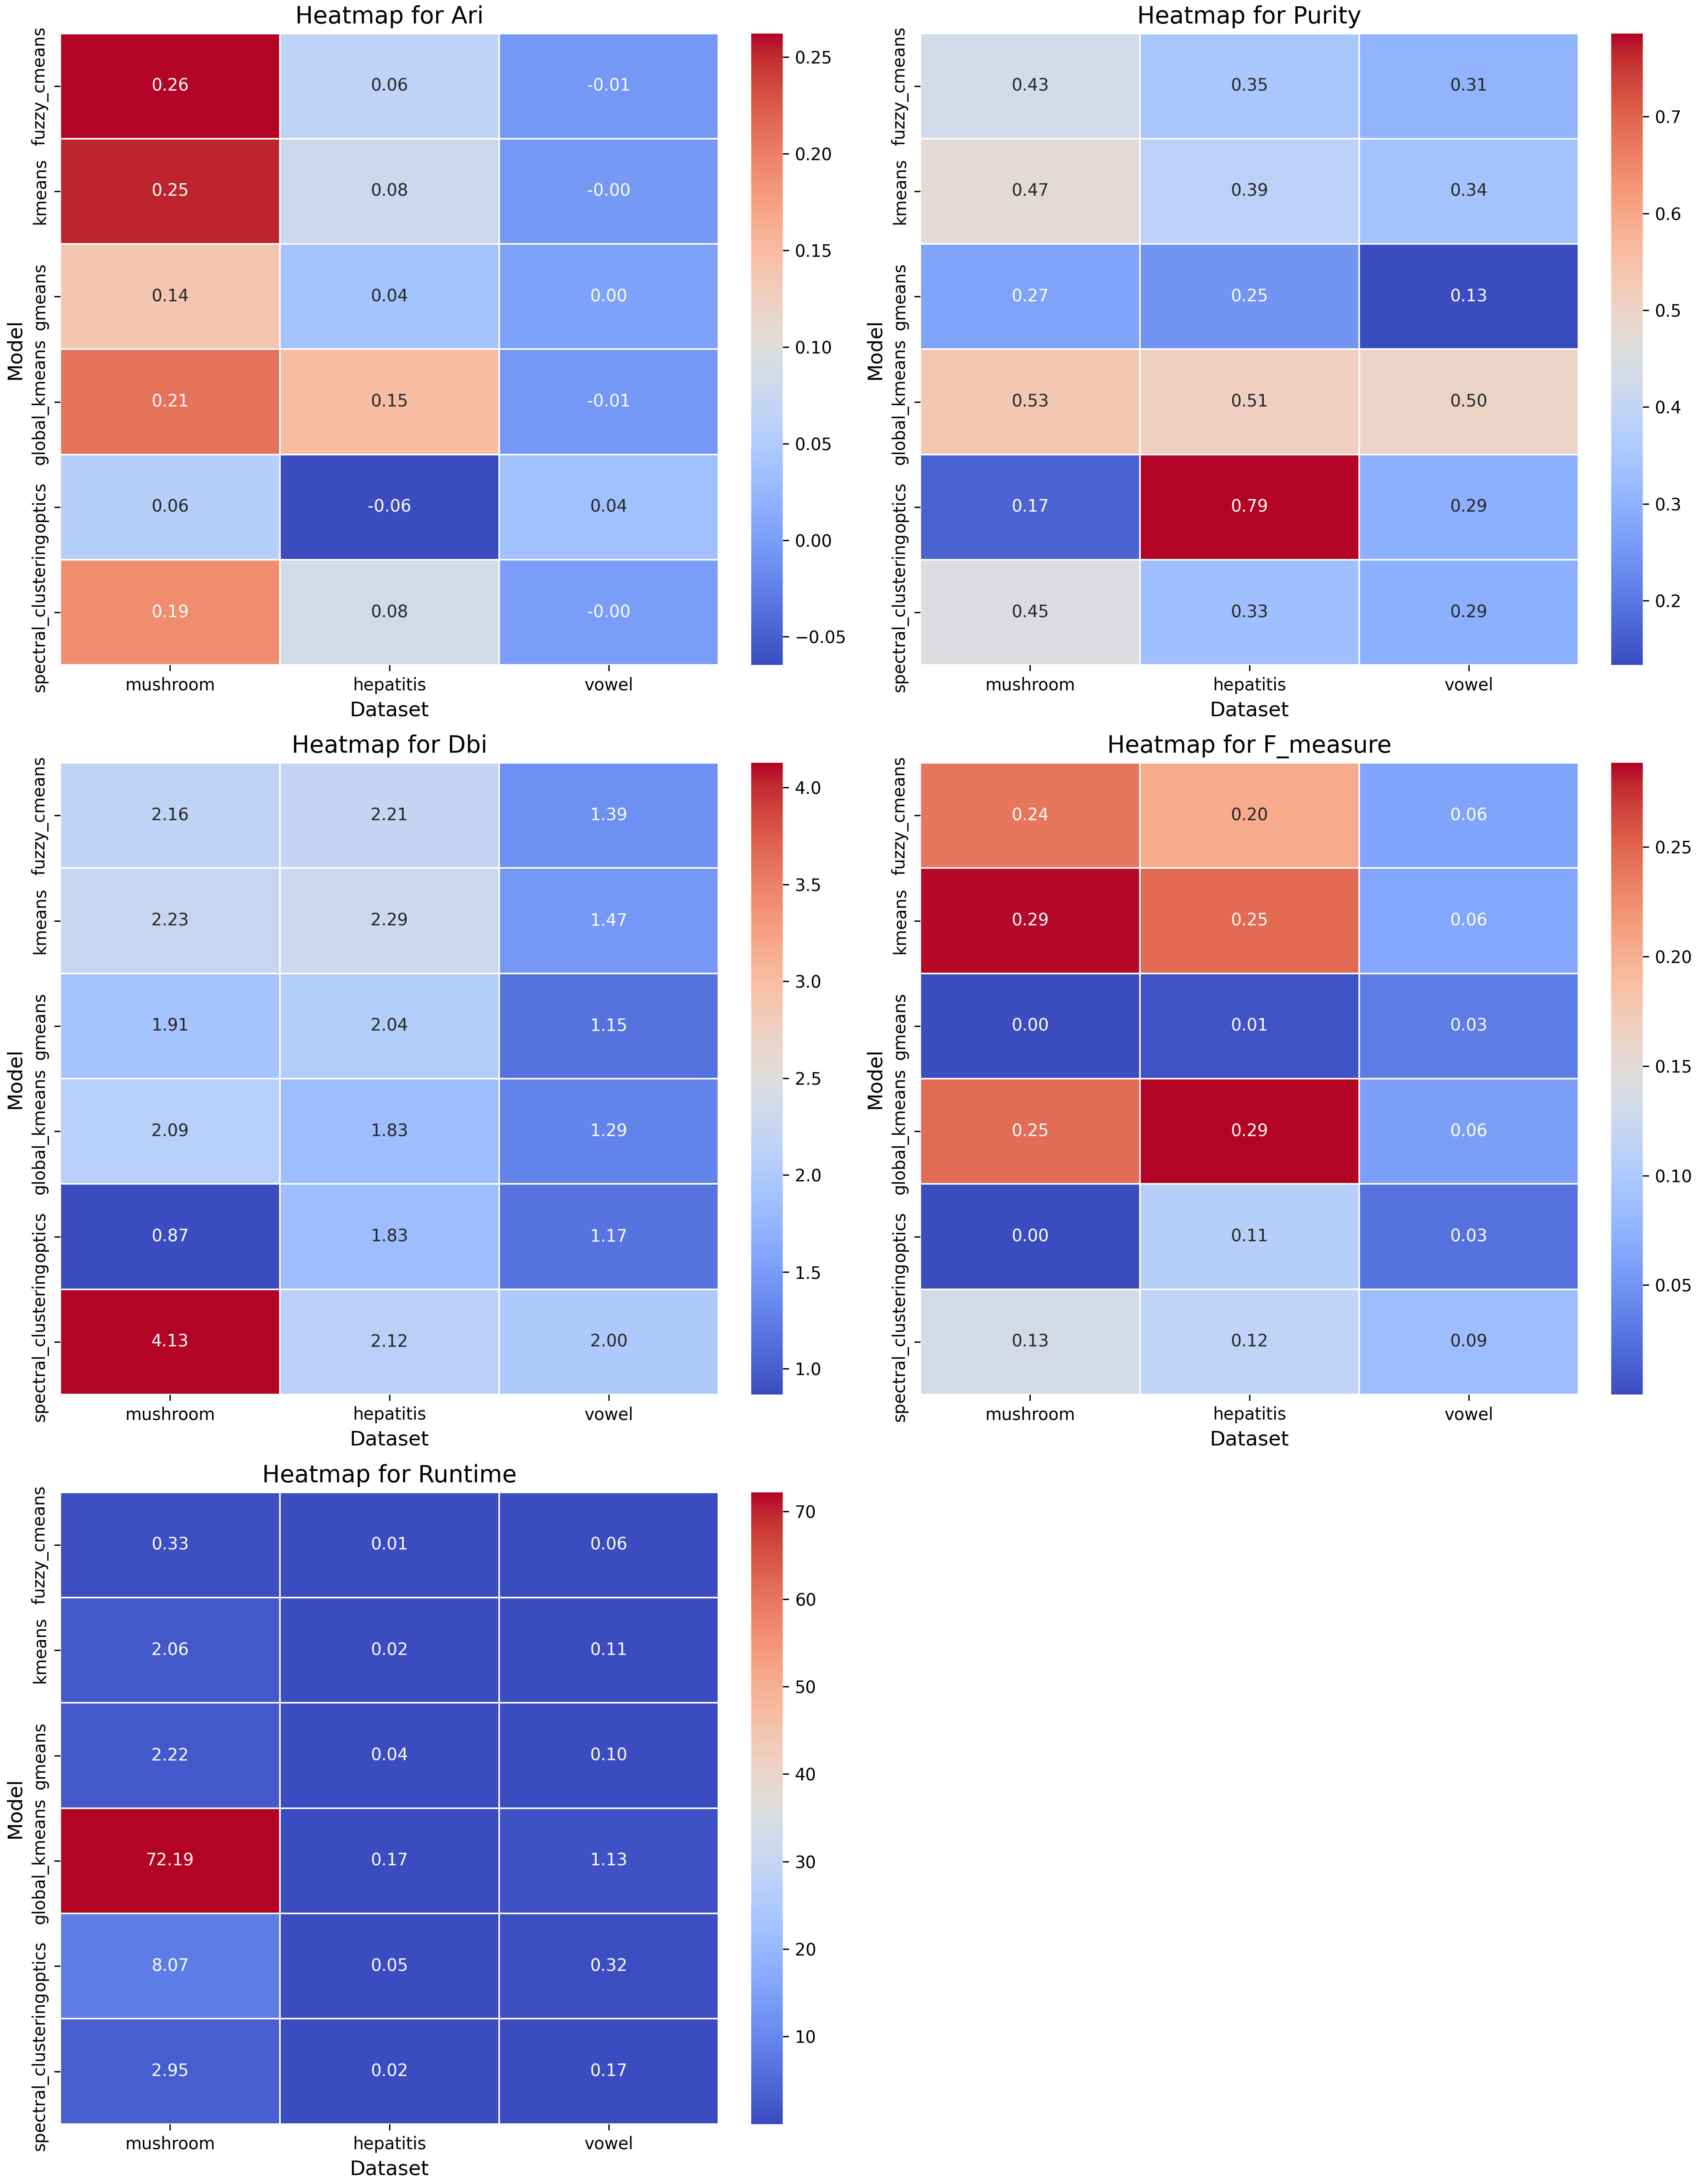 Heatmap for Ari
Model
fuzzy_cmeans
0.26 0.06 -0.01
0.25
kmeans
0.25 0.08 -0.00
0.20
gmeans
0.14 0.04 0.00
0.15
global_kmeans
0.21 0.15 -0.01
0.10
optics
0.06 -0.06 0.04
0.05
spectral_clustering
0.19 0.08 -0.00
0.00
−0.05
mushroom hepatitis vowel
Dataset
Heatmap for Purity
Model
fuzzy_cmeans
0.43 0.35 0.31
0.7
kmeans
0.47 0.39 0.34
0.6
gmeans
0.27 0.25 0.13
0.5
global_kmeans
0.53 0.51 0.50
0.4
optics
0.17 0.79 0.29
0.3
spectral_clustering
0.45 0.33 0.29
0.2
mushroom hepatitis vowel
Dataset
Heatmap for Dbi
Model
fuzzy_cmeans
2.16 2.21 1.39
4.0
kmeans
2.23 2.29 1.47
3.5
gmeans
1.91 2.04 1.15
3.0
global_kmeans
2.09 1.83 1.29
2.5
optics
0.87 1.83 1.17
2.0
spectral_clustering
4.13 2.12 2.00
1.5
1.0
mushroom hepatitis vowel
Dataset
Heatmap for F_measure
Model
fuzzy_cmeans
0.24 0.20 0.06
0.25
kmeans
0.29 0.25 0.06
0.20
gmeans
0.00 0.01 0.03
0.15
global_kmeans
0.25 0.29 0.06
0.10
optics
0.00 0.11 0.03
0.05
spectral_clustering
0.13 0.12 0.09
mushroom hepatitis vowel
Dataset
Heatmap for Runtime
Model
fuzzy_cmeans
0.33 0.01 0.06
70
kmeans
2.06 0.02 0.11
60
gmeans
2.22 0.04 0.10
50
global_kmeans
72.19 0.17 1.13
40
optics
8.07 0.05 0.32
30
spectral_clustering
2.95 0.02 0.17
20
10
mushroom hepatitis vowel
Dataset